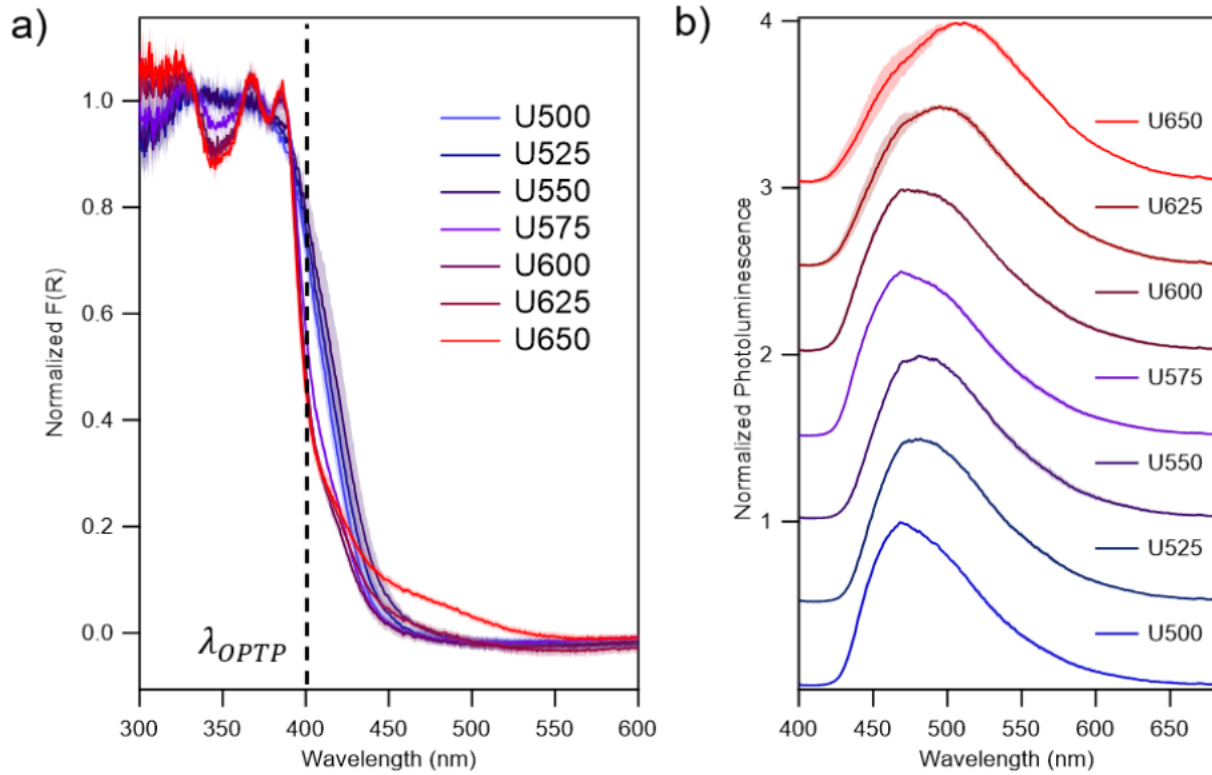 a)
Normalized F(R)
1.0
0.8
0.6
0.4
0.2
0.0
U500
U525
U550
U575
U600
U625
U650
λ_OPTP
300 350 400 450 500 550 600
Wavelength (nm)
b)
Normalized Photoluminescence
4
3
2
1
U650
U625
U600
U575
U550
U525
U500
400 450 500 550 600 650
Wavelength (nm)